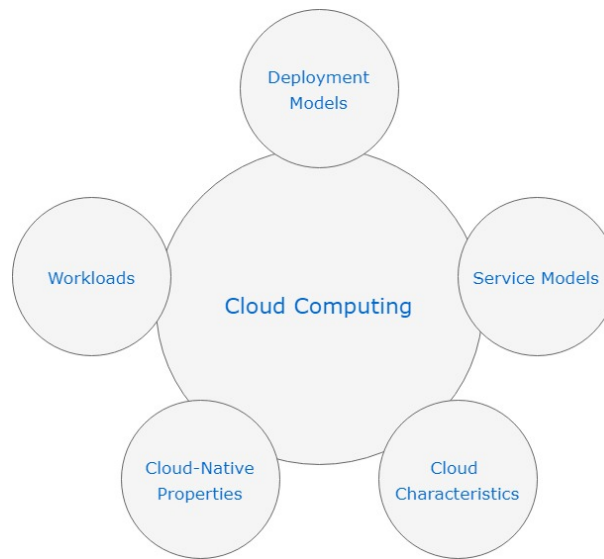 Deployment
Models
Workloads
Cloud Computing
Service Models
Cloud-Native
Properties
Cloud
Characteristics